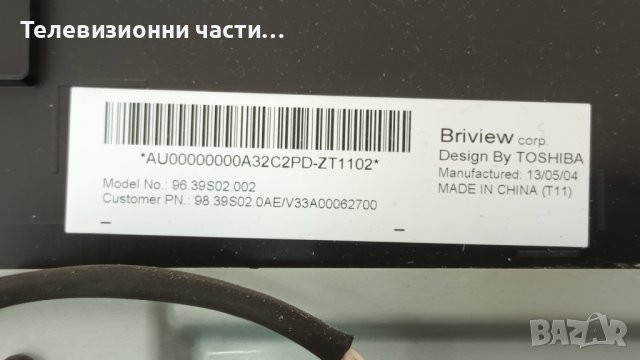 Телевизионни части…
*AU00000000A32C2PD-ZT1102*
Model No.: 96.39S02.002
Customer PN.: 98.39S02.0AE/V33A00062700
Briview corp.
Design By TOSHIBA
Manufactured: 13/05/04
MADE IN CHINA (T11)
BAZAR